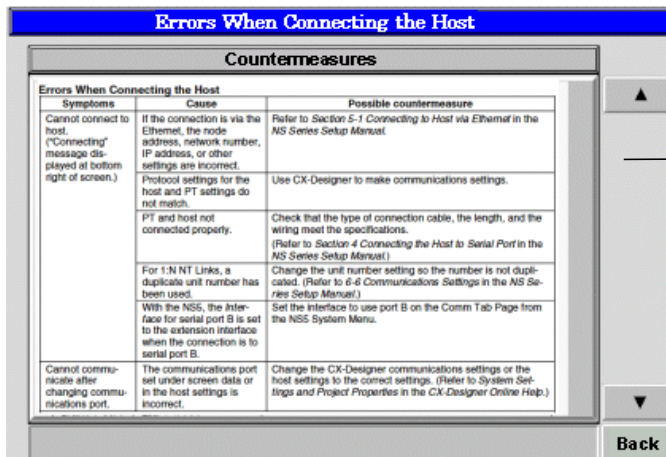 Errors When Connecting the Host
Countermeasures
Errors When Connecting the Host
Symptoms Cause Possible countermeasure
Cannot connect to
host.
("Connecting"
message dis-
played at bottom
right of screen.)
If the connection is via the
Ethernet, the node
address, network number,
IP address, or other
settings are incorrect.
Refer to Section 5-1 Connecting to Host via Ethernet in the
NS Series Setup Manual.
Protocol settings for the
host and PT settings do
not match.
Use CX-Designer to make communications settings.
PT and host not
connected properly.
Check that the type of connection cable, the length, and the
wiring meet the specifications.
(Refer to Section 4 Connecting the Host to Serial Port in the
NS Series Setup Manual.)
For 1:N NT Links, a
duplicate unit number has
been used.
Change the unit number setting so the number is not dupli-
cated. (Refer to 6-6 Communications Settings in the NS Se-
ries Setup Manual.)
With the NS5, the Inter-
face for serial port B is set
to the extension interface
when the connection is to
serial port B.
Set the interface to use port B on the Comm Tab Page from
the NS5 System Menu.
Cannot commu-
nicate after
changing commu-
nications port.
The communications port
set under screen data or
in the host settings is
incorrect.
Change the CX-Designer communications settings or the
host settings to the correct settings. (Refer to System Set-
tings and Project Properties in the CX-Designer Online Help.)
Back